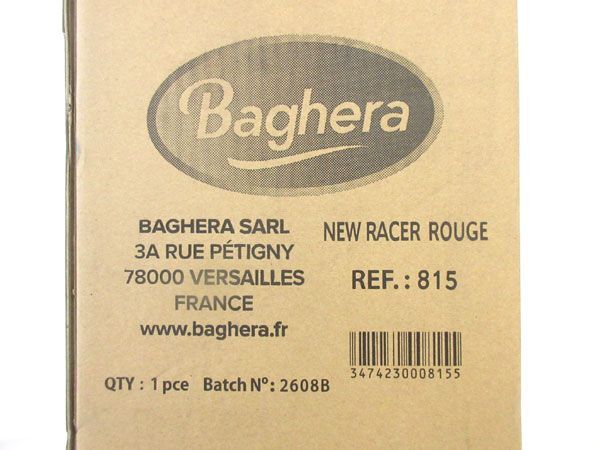 Baghera
BAGHERA SARL
3A RUE PÉTIGNY
78000 VERSAILLES
FRANCE
www.baghera.fr
NEW RACER ROUGE
REF.: 815
3474230008155
QTY : 1 pce Batch Nº: 2608B